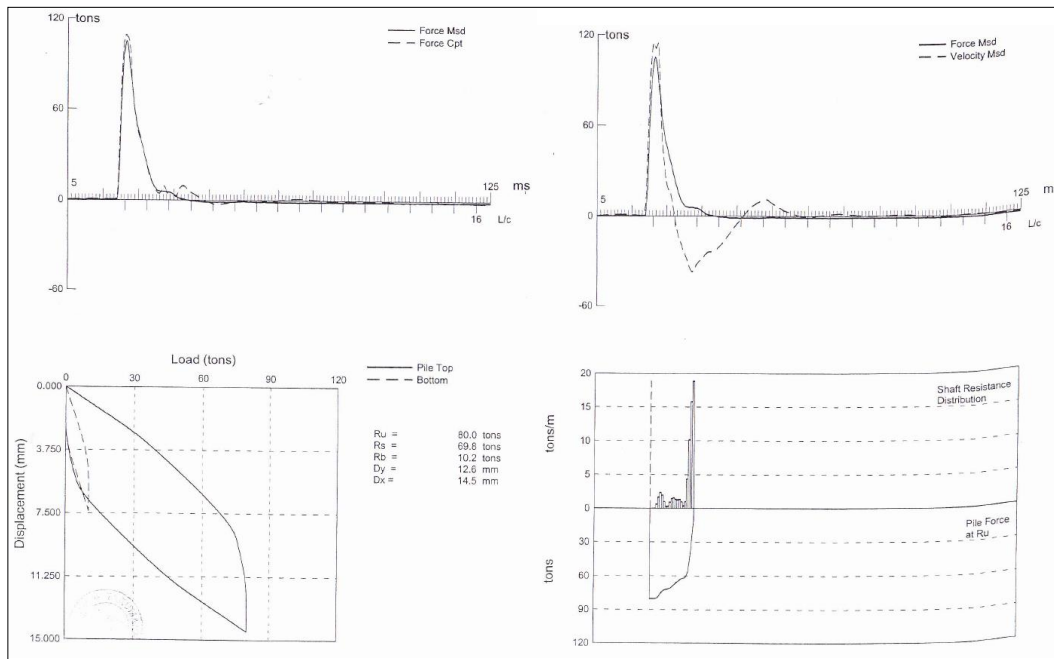 120 tons
Force Msd
Force Cpt
60
5
125 ms
0
16 L/c
-60
120 tons
Force Msd
Velocity Msd
60
125
5
m
0
16 L/c
-60
Load (tons)
0 30 60 90 120
Pile Top
Bottom
0.000
3.750
7.500
11.250
15.000
Displacement (mm)
Ru = 80.0 tons
Rs = 69.8 tons
Rb = 10.2 tons
Dy = 12.6 mm
Dx = 14.5 mm
20
Shaft Resistance
Distribution
15
tons/m
10
5
0
Pile Force
at Ru
30
tons
60
90
120